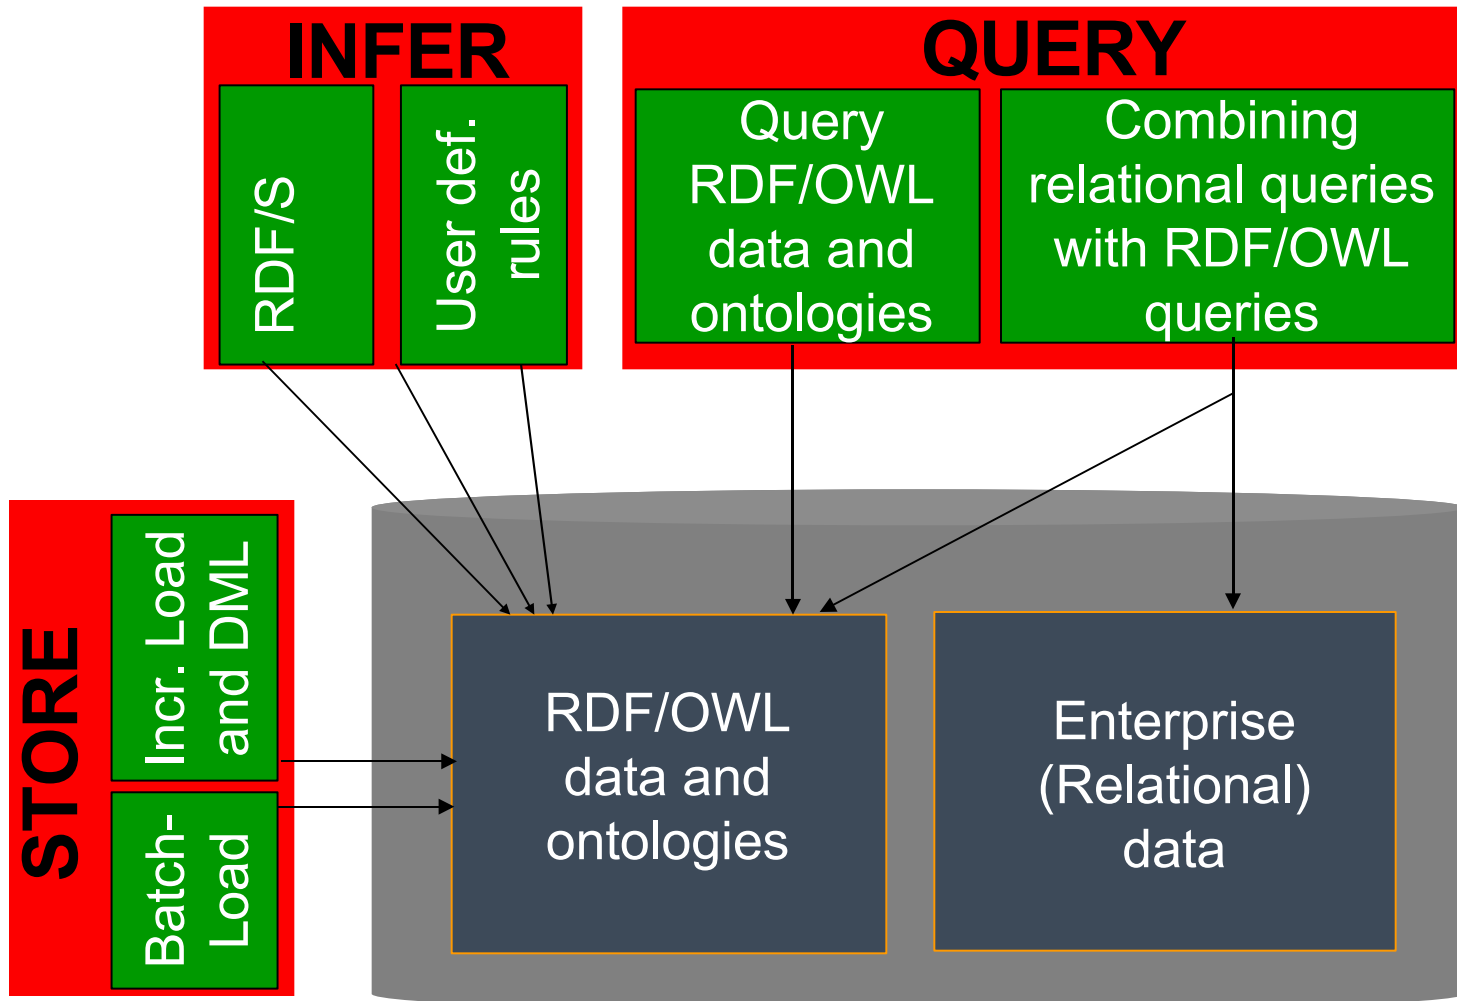 INFER
RDF/S
User def.
rules
QUERY
Query
RDF/OWL
data and
ontologies
Combining
relational queries
with RDF/OWL
queries
STORE
Incr. Load
and DML
Batch-
Load
RDF/OWL
data and
ontologies
Enterprise
(Relational)
data